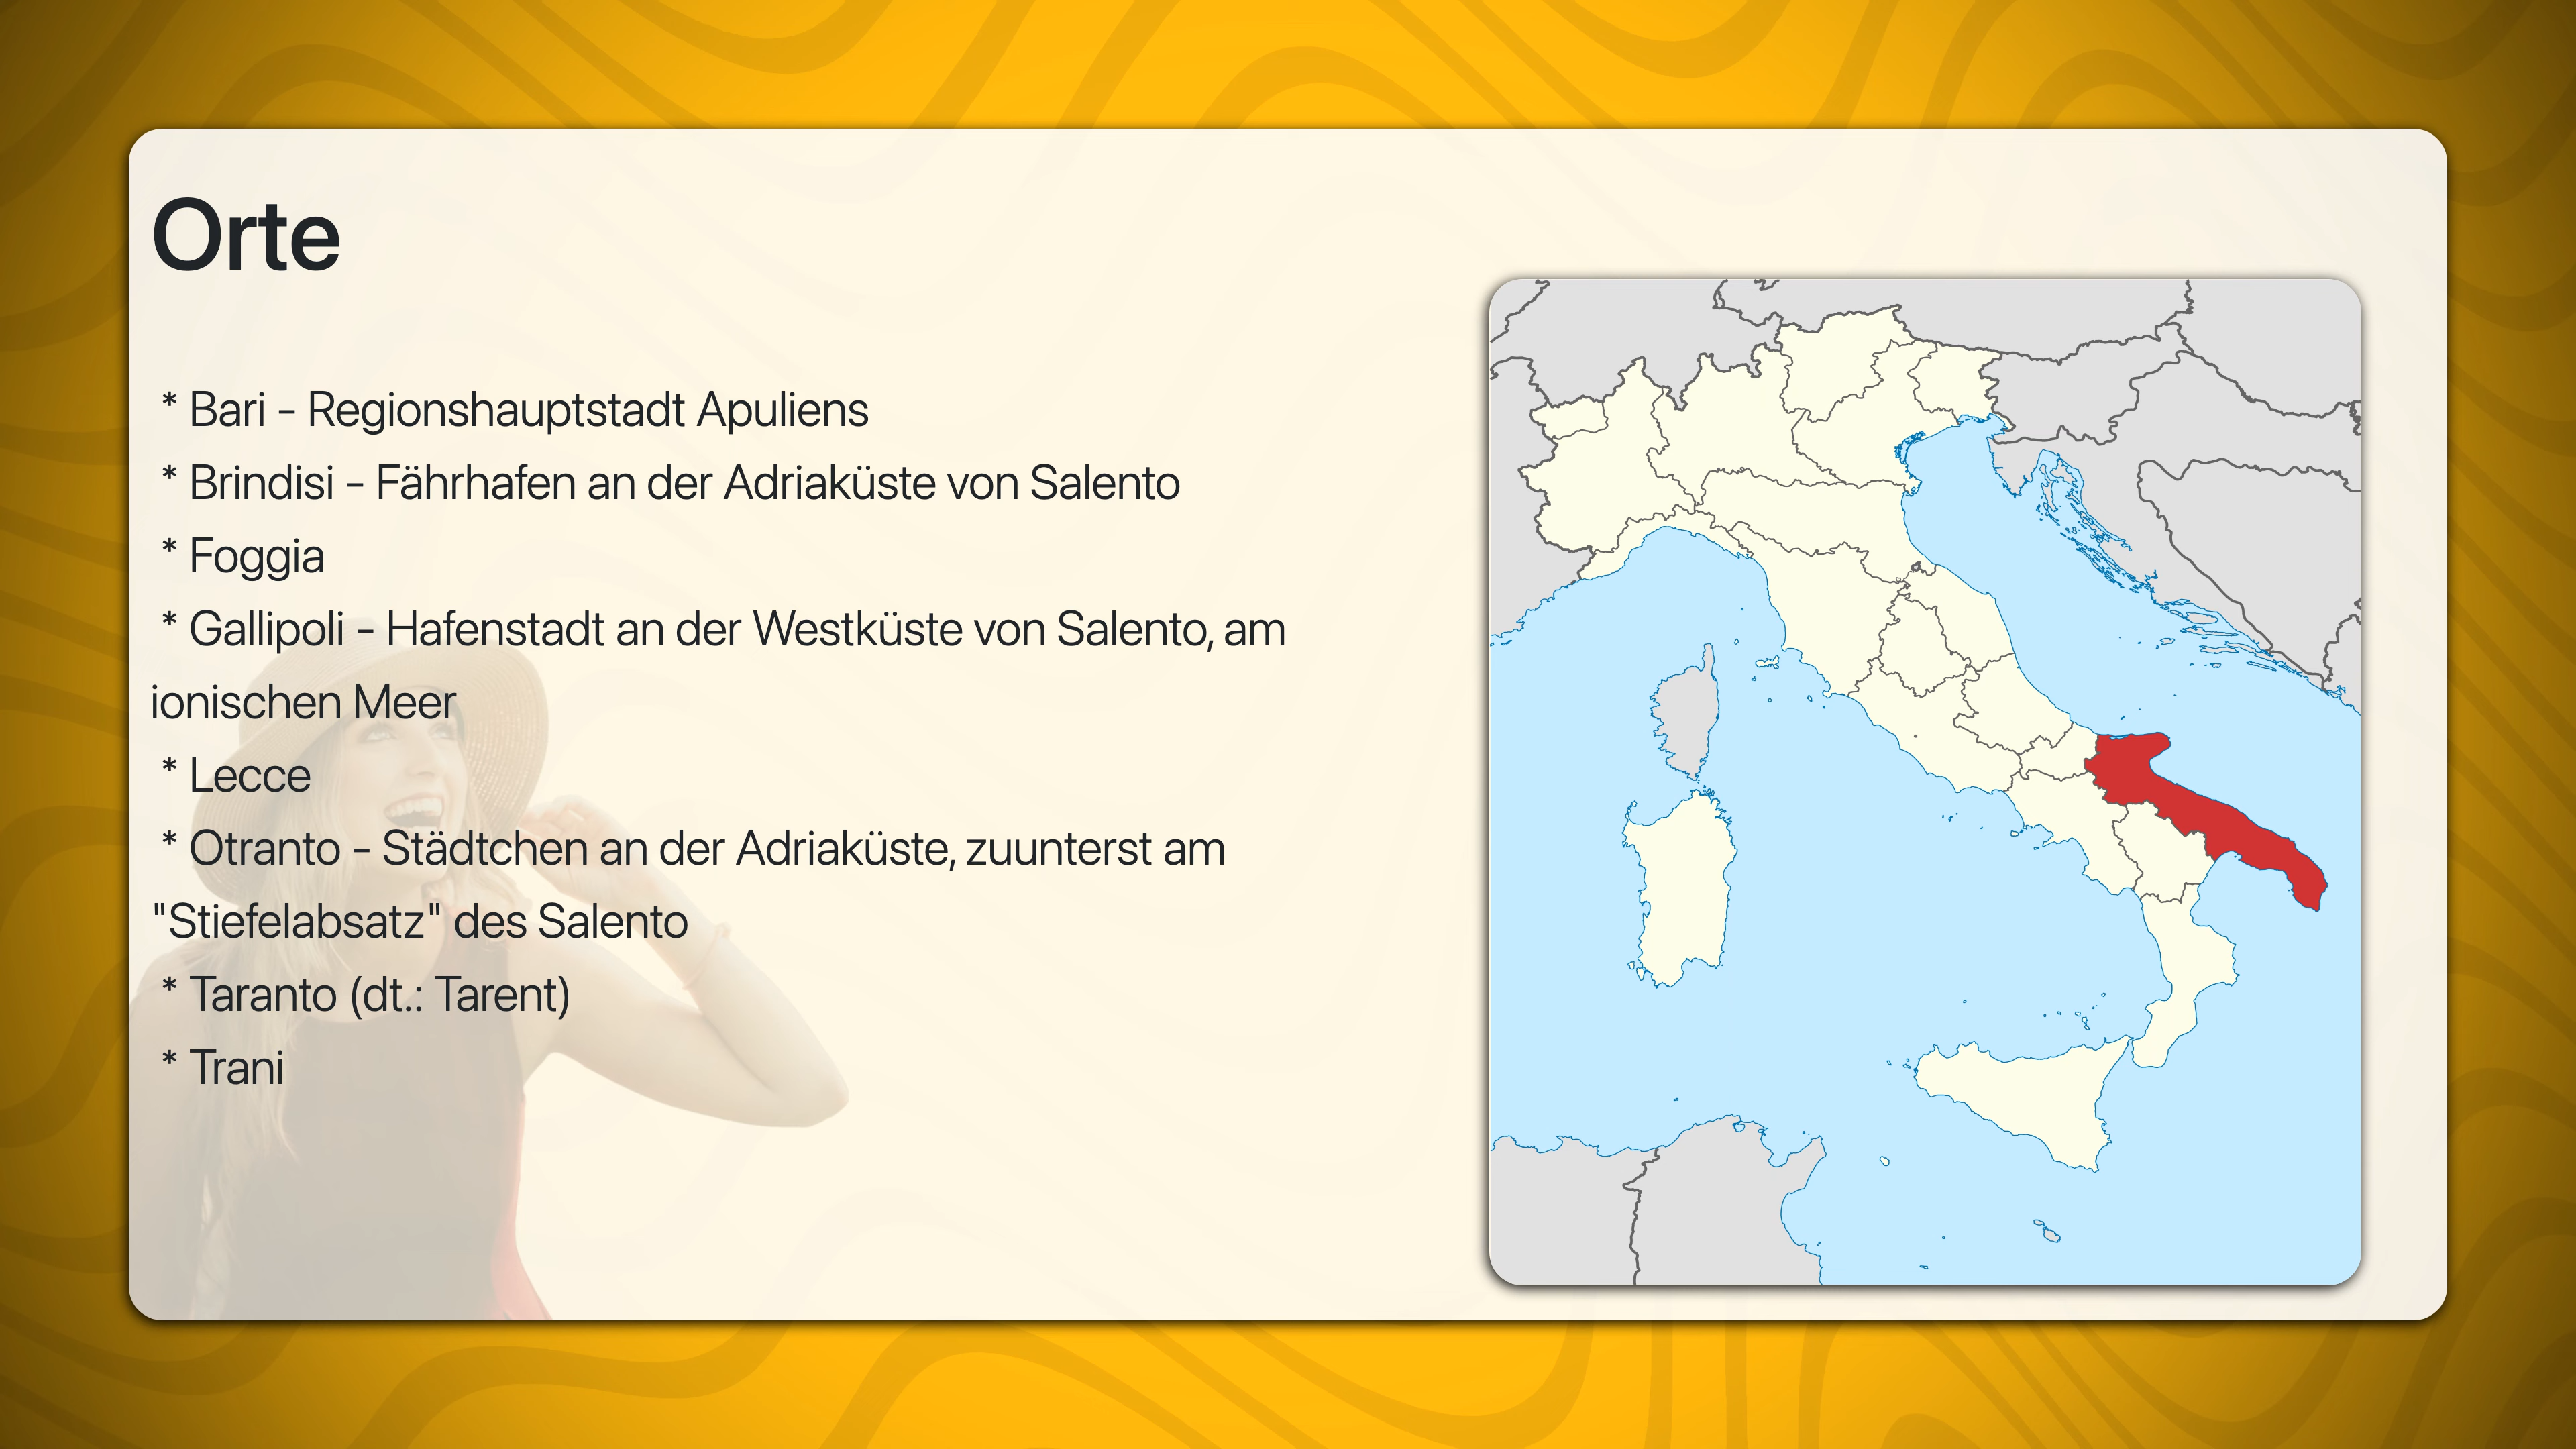 Orte
* Bari - Regionshauptstadt Apuliens
* Brindisi - Fährhafen an der Adriaküste von Salento
* Foggia
* Gallipoli - Hafenstadt an der Westküste von Salento, am
ionischen Meer
* Lecce
* Otranto - Städtchen an der Adriaküste, zuunterst am
"Stiefelabsatz" des Salento
* Taranto (dt.: Tarent)
* Trani